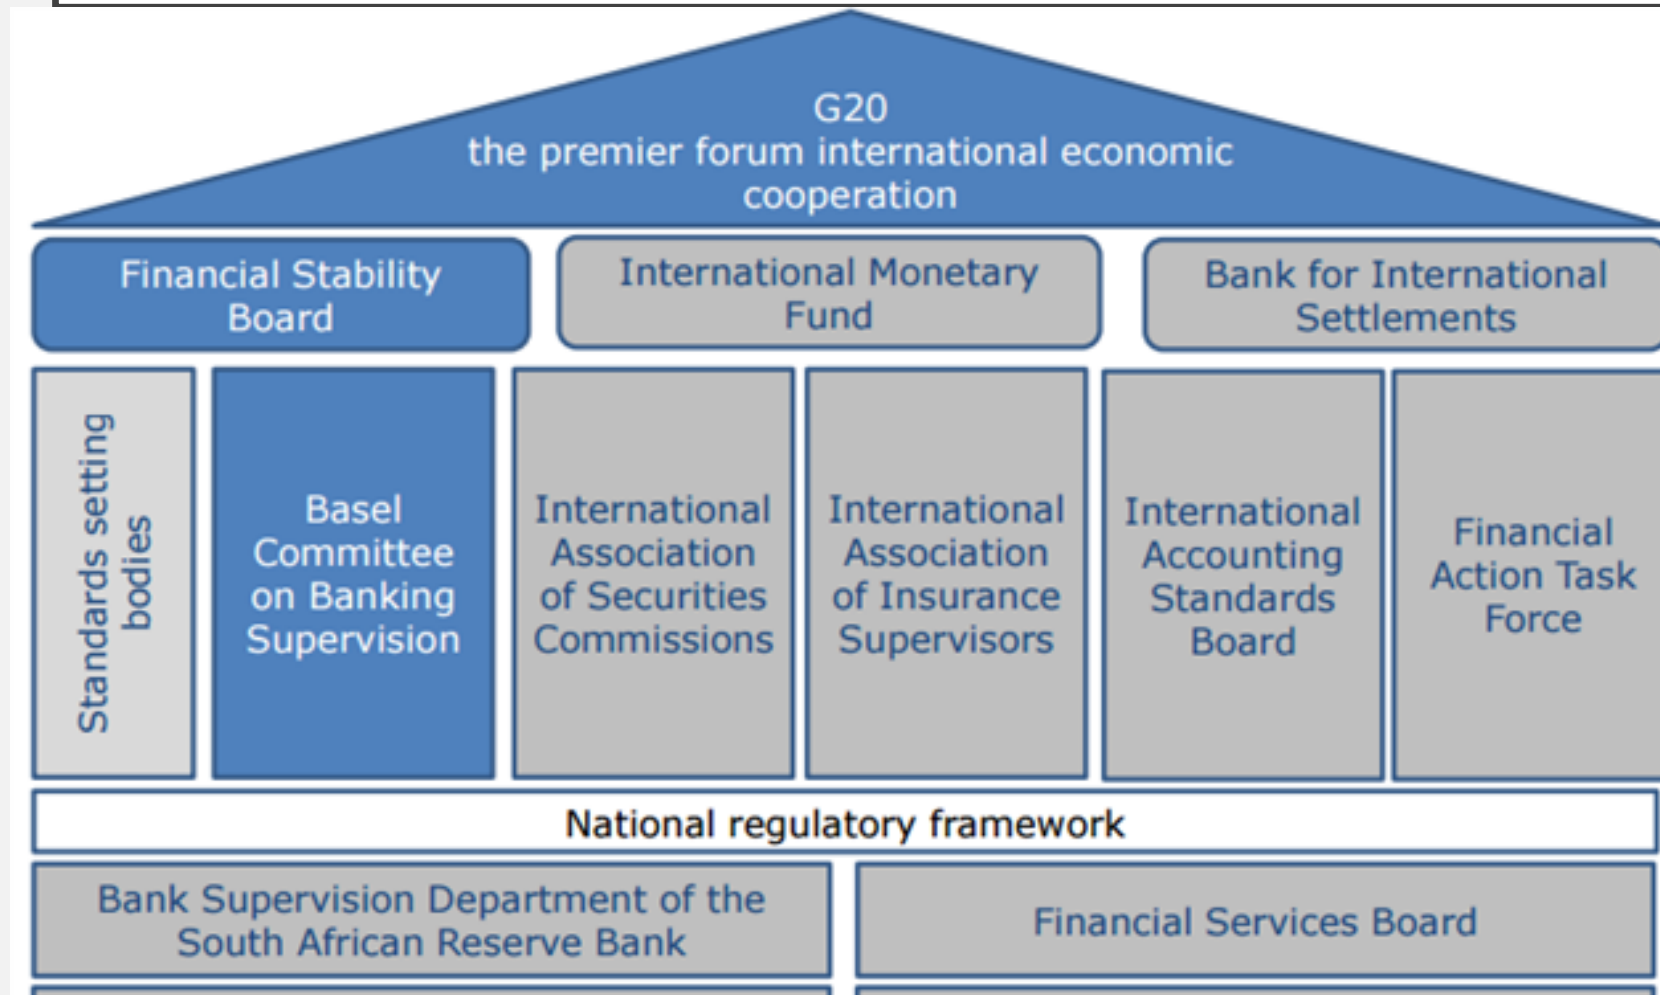 G20
the premier forum international economic
cooperation
Financial Stability
Board
International Monetary
Fund
Bank for International
Settlements
Standards setting
bodies
Basel
Committee
on Banking
Supervision
International
Association
of Securities
Commissions
International
Association
of Insurance
Supervisors
International
Accounting
Standards
Board
Financial
Action Task
Force
National regulatory framework
Bank Supervision Department of the
South African Reserve Bank
Financial Services Board